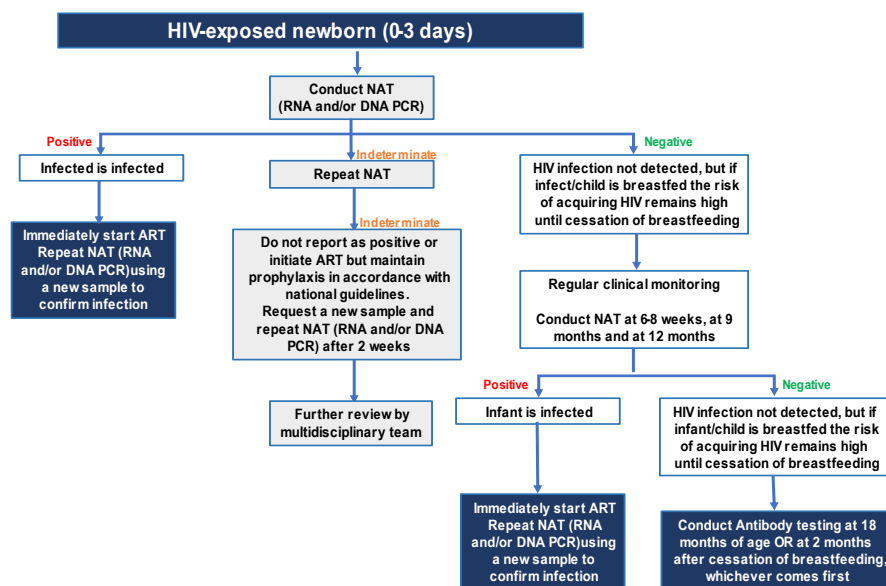 HIV-exposed newborn (0-3 days)
Conduct NAT
(RNA and/or DNA PCR)
Positive
Indeterminate
Negative
Infected is infected
Repeat NAT
HIV infection not detected, but if
infect/child is breastfed the risk
of acquiring HIV remains high
until cessation of breastfeeding
Immediately start ART
Repeat NAT (RNA
and/or DNA PCR)using
a new sample to
confirm infection
Indeterminate
Do not report as positive or
initiate ART but maintain
prophylaxis in accordance with
national guidelines.
Request a new sample and
repeat NAT (RNA and/or DNA
PCR) after 2 weeks
Regular clinical monitoring
Conduct NAT at 6-8 weeks, at 9
months and at 12 months
Positive
Negative
Further review by
multidisciplinary team
Infant is infected
HIV infection not detected, but if
infant/child is breastfed the risk
of acquiring HIV remains high
until cessation of breastfeeding
Immediately start ART
Repeat NAT (RNA
and/or DNA PCR)using
a new sample to
confirm infection
Conduct Antibody testing at 18
months of age OR at 2 months
after cessation of breastfeeding,
whichever comes first